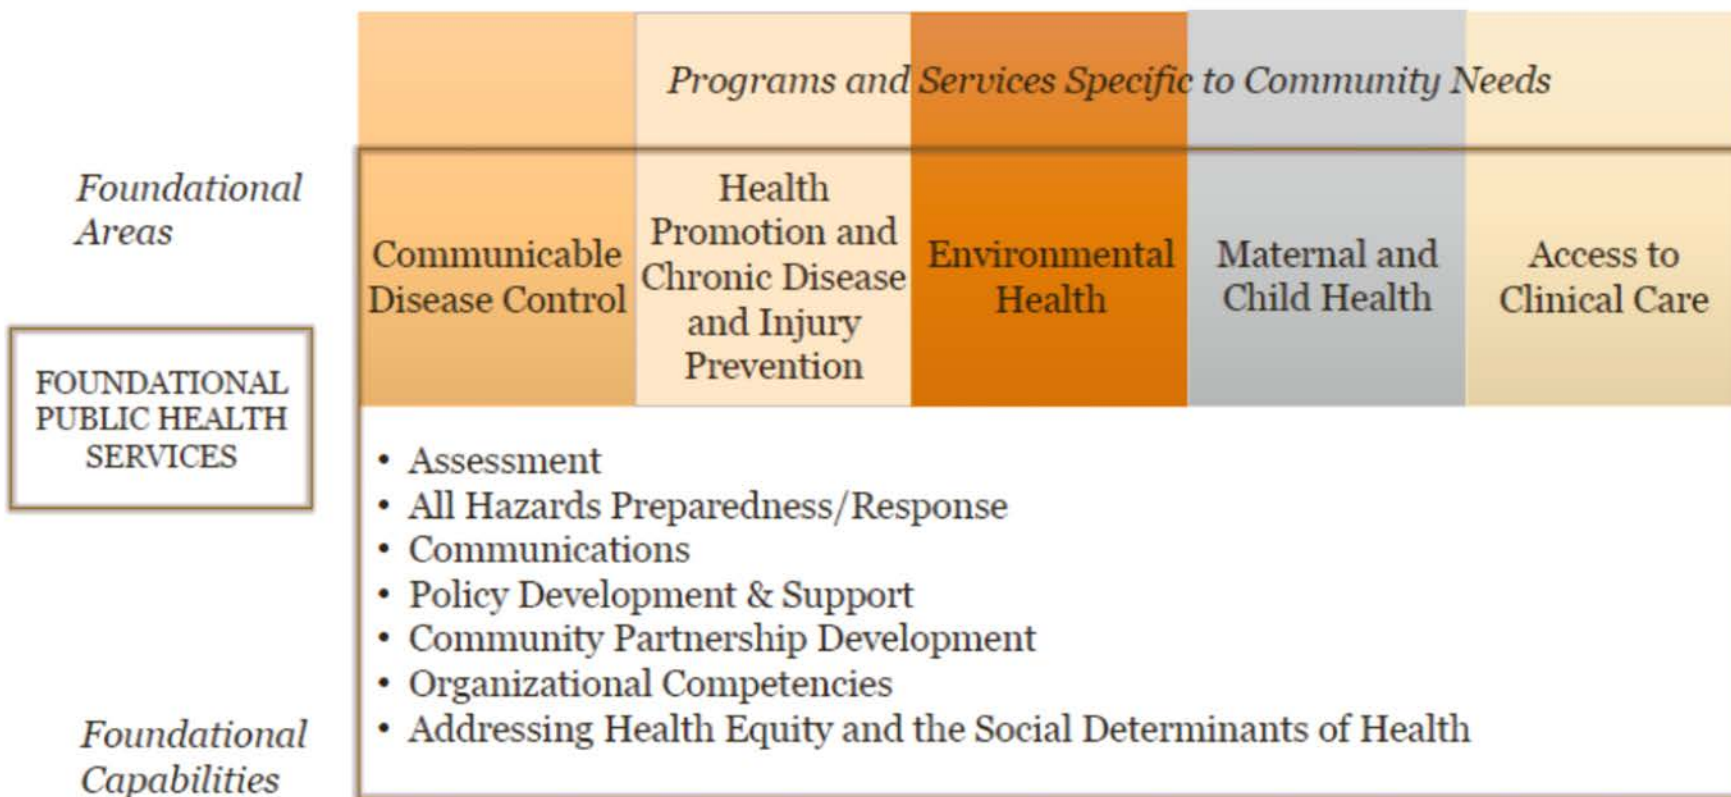 Programs and Services Specific to Community Needs
Foundational
Areas
Communicable
Disease Control
Health
Promotion and
Chronic Disease
and Injury
Prevention
Environmental
Health
Maternal and
Child Health
Access to
Clinical Care
FOUNDATIONAL
PUBLIC HEALTH
SERVICES
• Assessment
• All Hazards Preparedness/Response
• Communications
• Policy Development & Support
• Community Partnership Development
• Organizational Competencies
• Addressing Health Equity and the Social Determinants of Health
Foundational
Capabilities